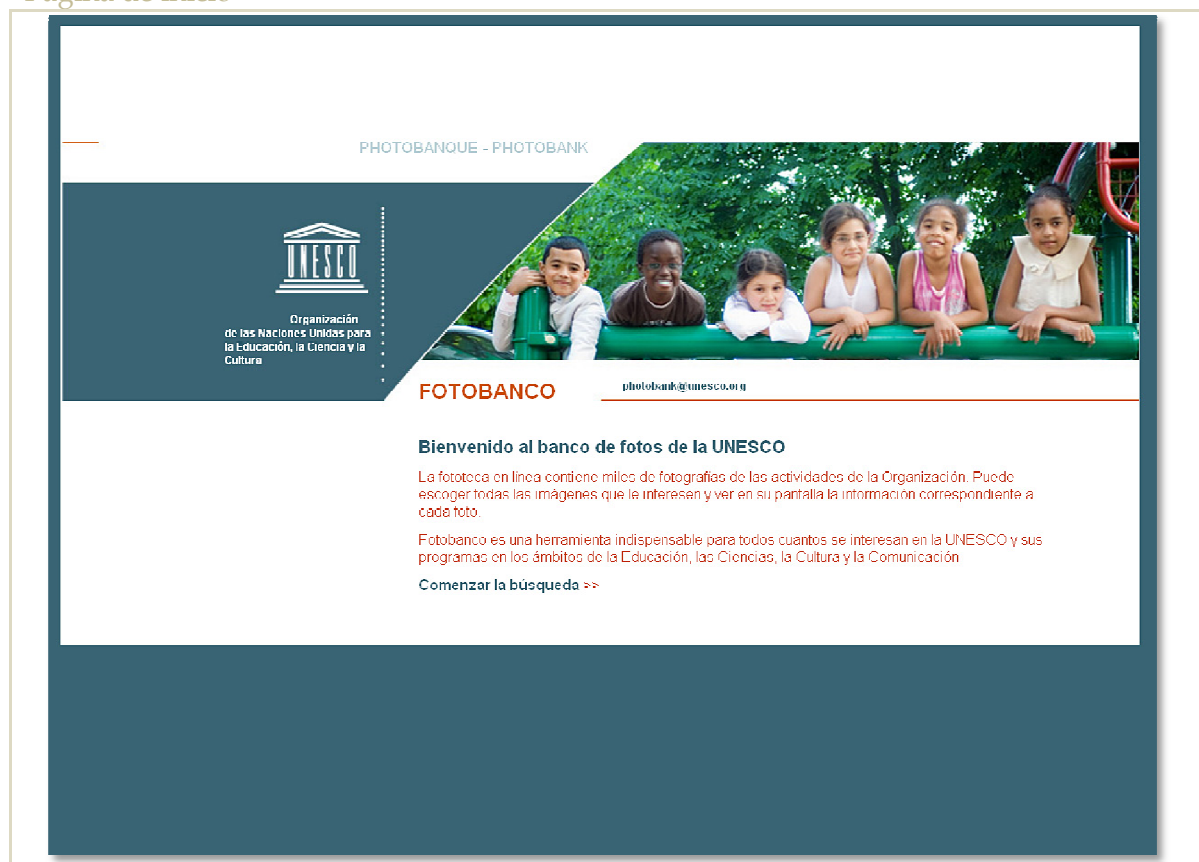 Página de Inicio
PHOTOBANQUE - PHOTOBANK
UNESCO
Organización
de las Naciones Unidas para
la Educación, la Ciencia y la
Cultura
FOTOBANCO
photobank@unesco.org
Bienvenido al banco de fotos de la UNESCO
La fototeca en línea contiene miles de fotografías de las actividades de la Organización. Puede
escoger todas las imágenes que le interesen y ver en su pantalla la información correspondiente a
cada foto.
Fotobanco es una herramienta indispensable para todos cuantos se interesan en la UNESCO y sus
programas en los ámbitos de la Educación, las Ciencias, la Cultura y la Comunicación
Comenzar la búsqueda >>